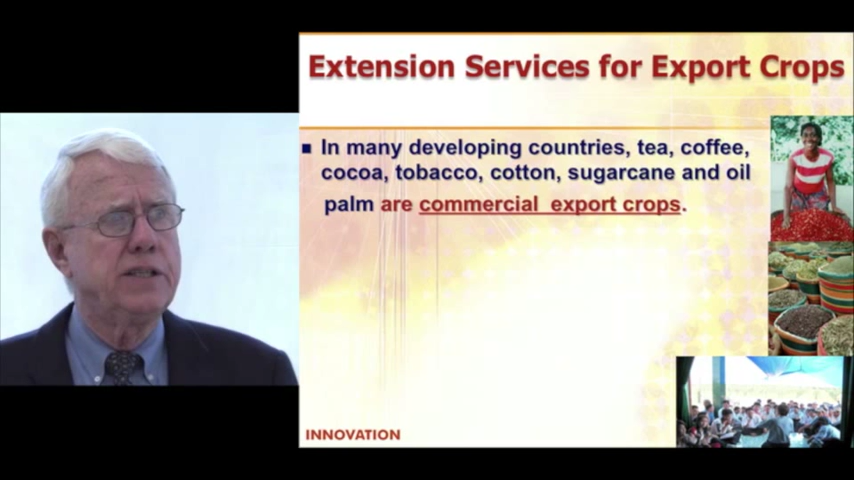 Extension Services for Export Crops
In many developing countries, tea, coffee,
cocoa, tobacco, cotton, sugarcane and oil
palm are commercial export crops.
INNOVATION